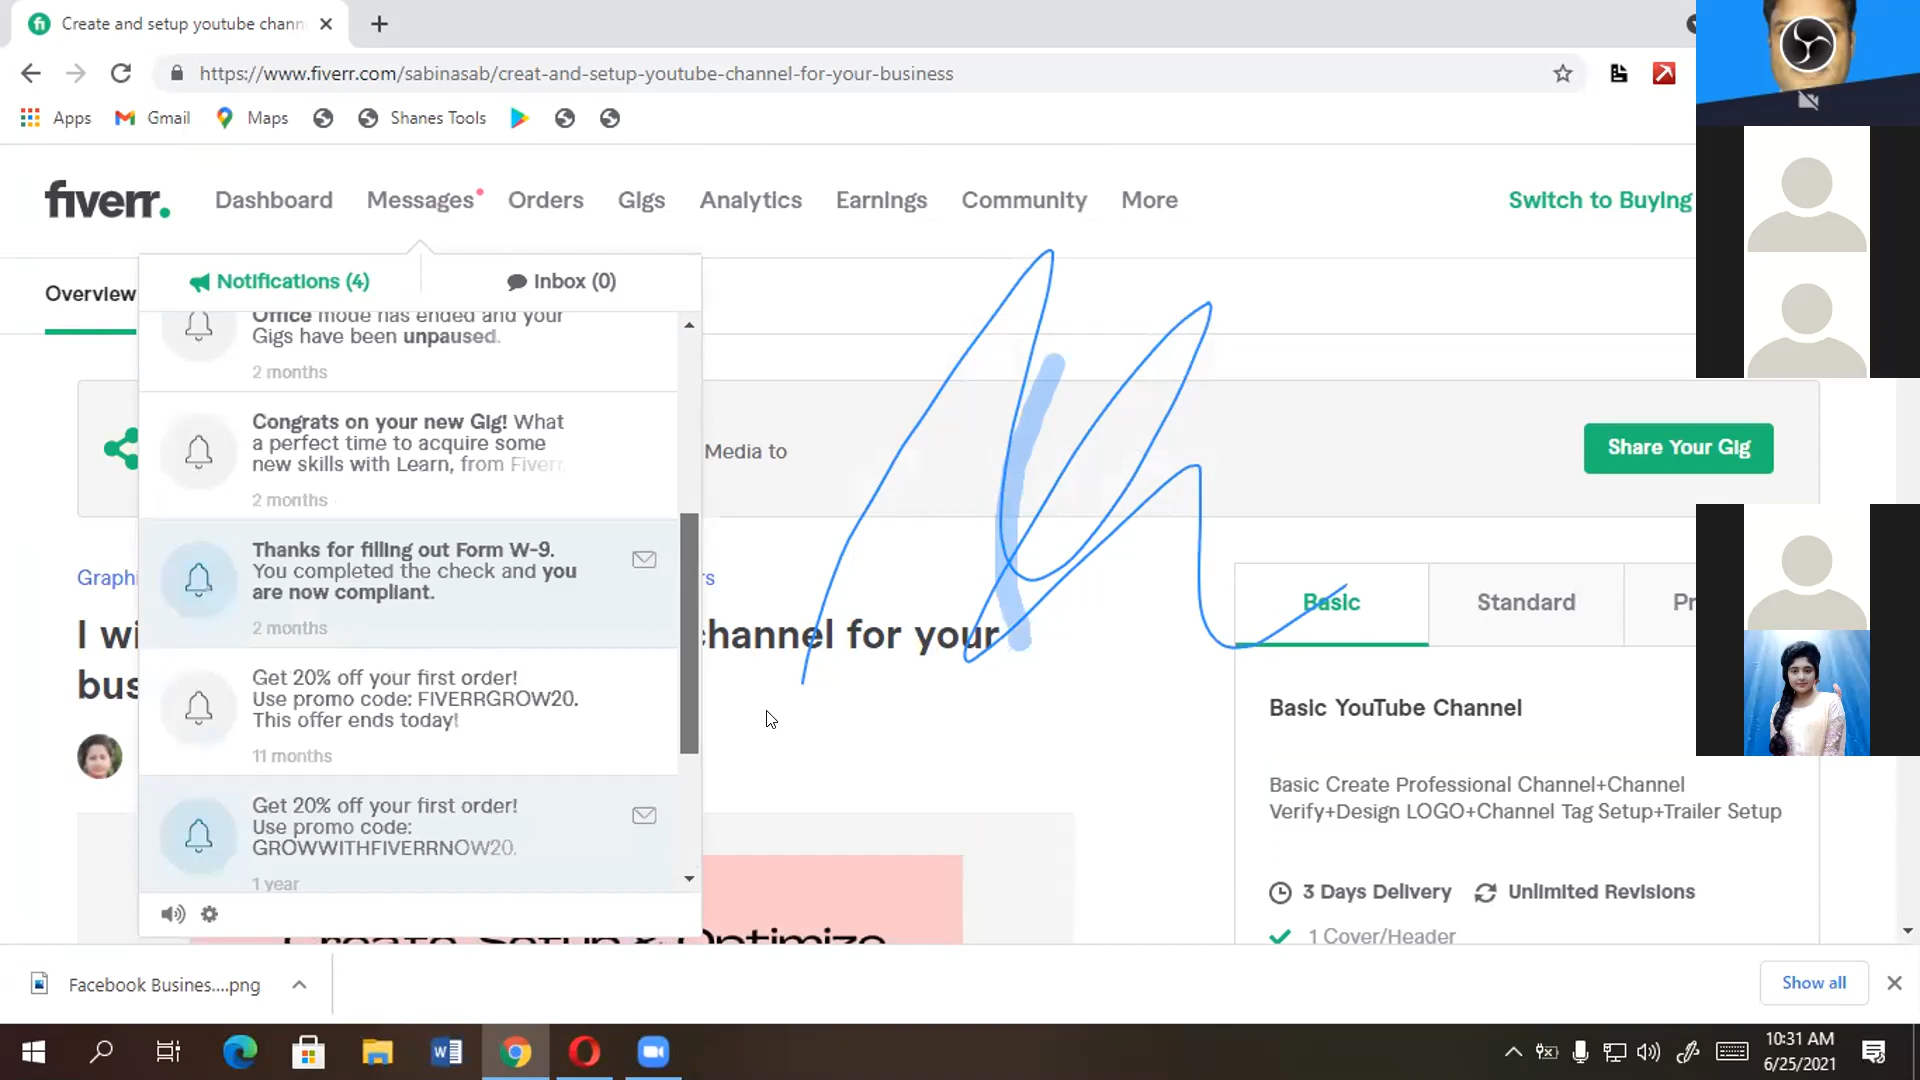 Create and setup youtube chann
https://www.fiverr.com/sabinasab/creat-and-setup-youtube-channel-for-your-business
Apps
Gmail
Maps
Shanes Tools
fiverr.
Dashboard
Messages
Orders
Gigs
Analytics
Earnings
Community
More
Switch to Buying
Overview
Notifications (4)
Inbox (0)
Office mode has ended and your
Gigs have been unpaused.
2 months
Congrats on your new Gig! What
a perfect time to acquire some
new skills with Learn, from Fiverr.
2 months
Thanks for filling out Form W-9.
You completed the check and you
are now compliant.
2 months
Get 20% off your first order!
Use promo code: FIVERRGROW20.
This offer ends today!
11 months
Get 20% off your first order!
Use promo code:
GROWWITHFIVERRNOW20.
1 year
Media to
Share Your Gig
Graphi
rs
I wi
hannel for your
bus
Basic
Standard
Pr
Basic YouTube Channel
Basic Create Professional Channel+Channel
Verify+Design LOGO+Channel Tag Setup+Trailer Setup
3 Days Delivery
Unlimited Revisions
1 Cover/Header
Create Setup & Optimize
Facebook Busines....png
Show all
10:31 AM
6/25/2021